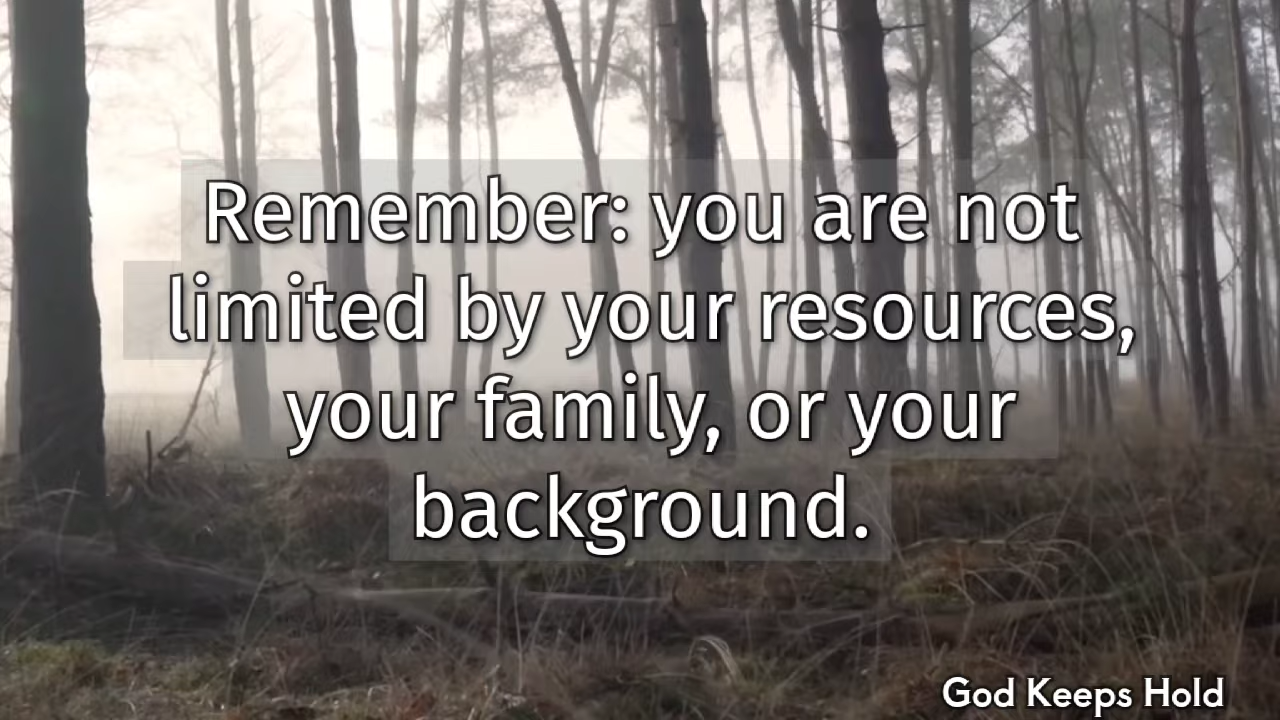 Remember: you are not
limited by your resources,
your family, or your
background.
God Keeps Hold